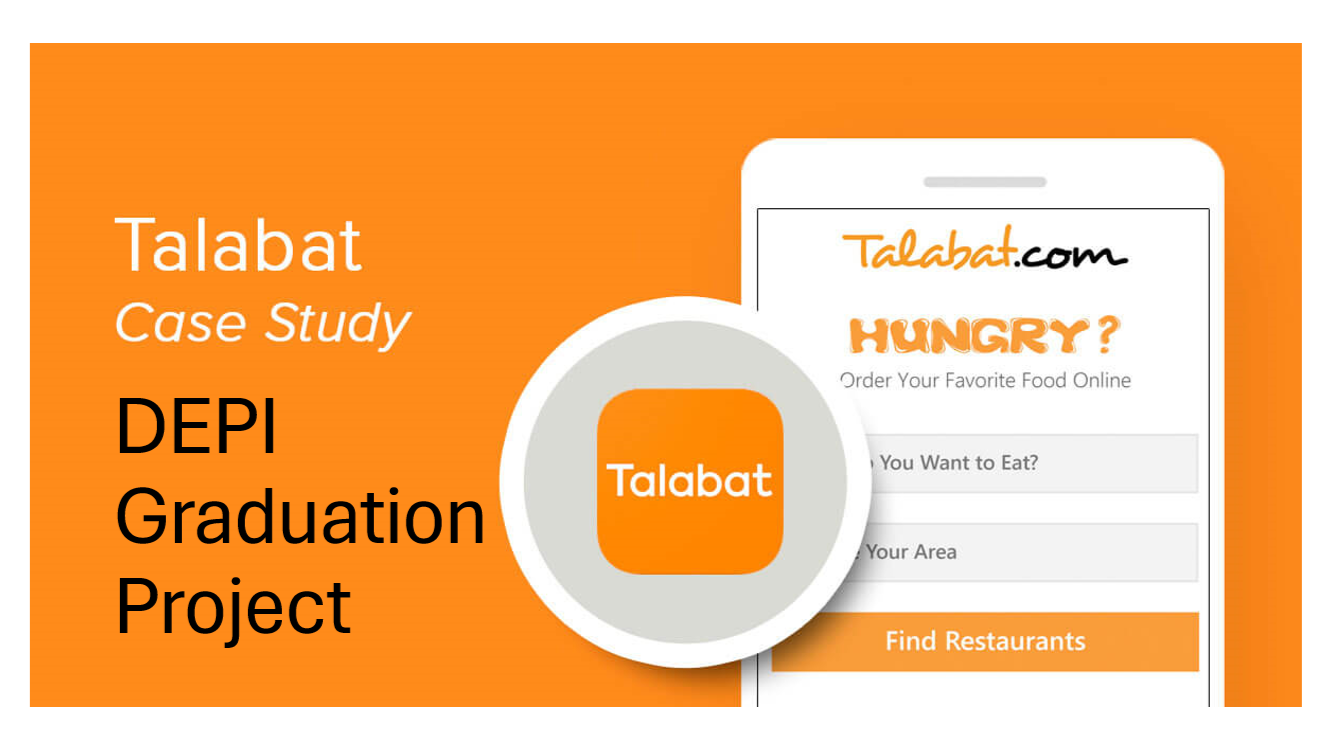 Talabat
Case Study
DEPI
Graduation
Project
Talabat
Talabat.com
HUNGRY?
Order Your Favorite Food Online
You Want to Eat?
Your Area
Find Restaurants